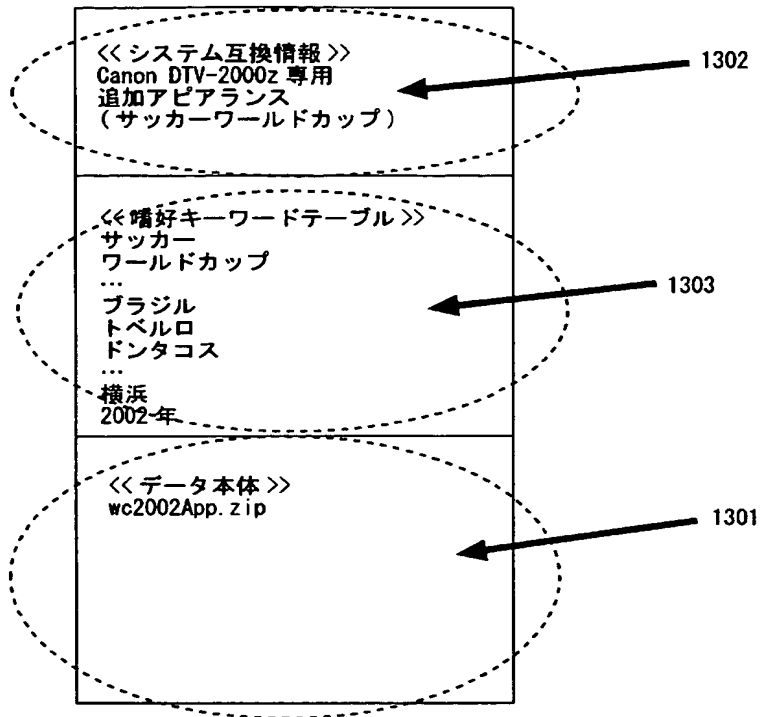 ≪ システム互換情報 ≫
Canon DTV-2000z 専用
追加アピアランス
( サッカーワールドカップ )
1302
≪ 嗜好キーワードテーブル ≫
サッカー
ワールドカップ
…
ブラジル
トベルロ
ドンタコス
…
横浜
2002 年
1303
≪ データ本体 ≫
wc2002App.zip
1301